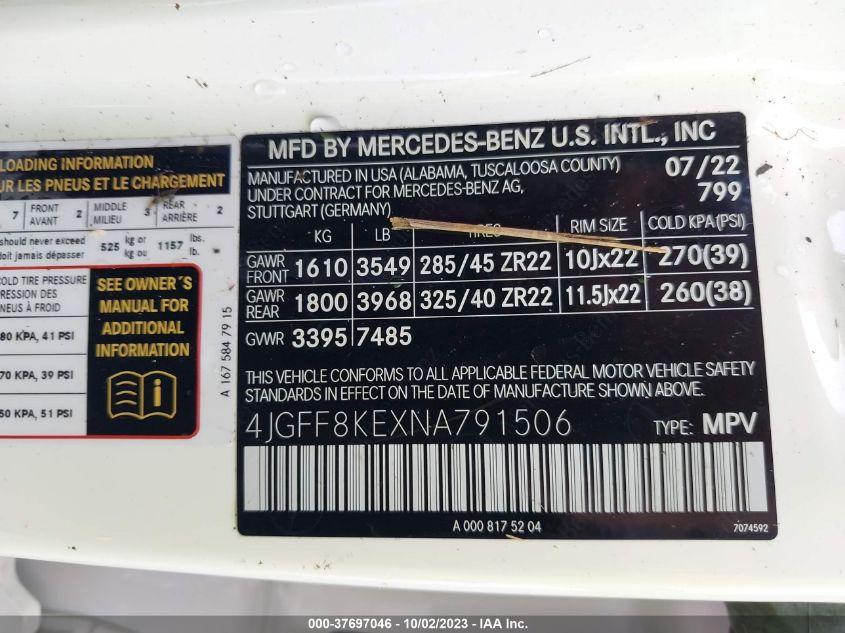 LOADING INFORMATION
UR LES PNEUS ET LE CHARGEMENT
7 FRONT AVANT 2 MIDDLE MILIEU 3 REAR ARRIÈRE 2
should never exceed
doit jamais dépasser 525 kg or kg ou 1157 lbs. lb.
COLD TIRE PRESSURE
PRESSION DES
PNEUS À FROID
80 KPA, 41 PSI
70 KPA, 39 PSI
50 KPA, 51 PSI
SEE OWNER'S
MANUAL FOR
ADDITIONAL
INFORMATION
A 167 584 79 15
MFD BY MERCEDES-BENZ U.S. INTL., INC
MANUFACTURED IN USA (ALABAMA, TUSCALOOSA COUNTY) 07/22
UNDER CONTRACT FOR MERCEDES-BENZ AG, 799
STUTTGART (GERMANY)
KG LB TIRES RIM SIZE COLD KPA(PSI)
GAWR FRONT 1610 3549 285/45 ZR22 10Jx22 270(39)
GAWR REAR 1800 3968 325/40 ZR22 11.5Jx22 260(38)
GVWR 3395 7485
THIS VEHICLE CONFORMS TO ALL APPLICABLE FEDERAL MOTOR VEHICLE SAFETY
STANDARDS IN EFFECT ON THE DATE OF MANUFACTURE SHOWN ABOVE.
4JGFF8KEXNA791506 TYPE: MPV
A 000 817 52 04 7074592
000-37697046 - 10/02/2023 - IAA Inc.